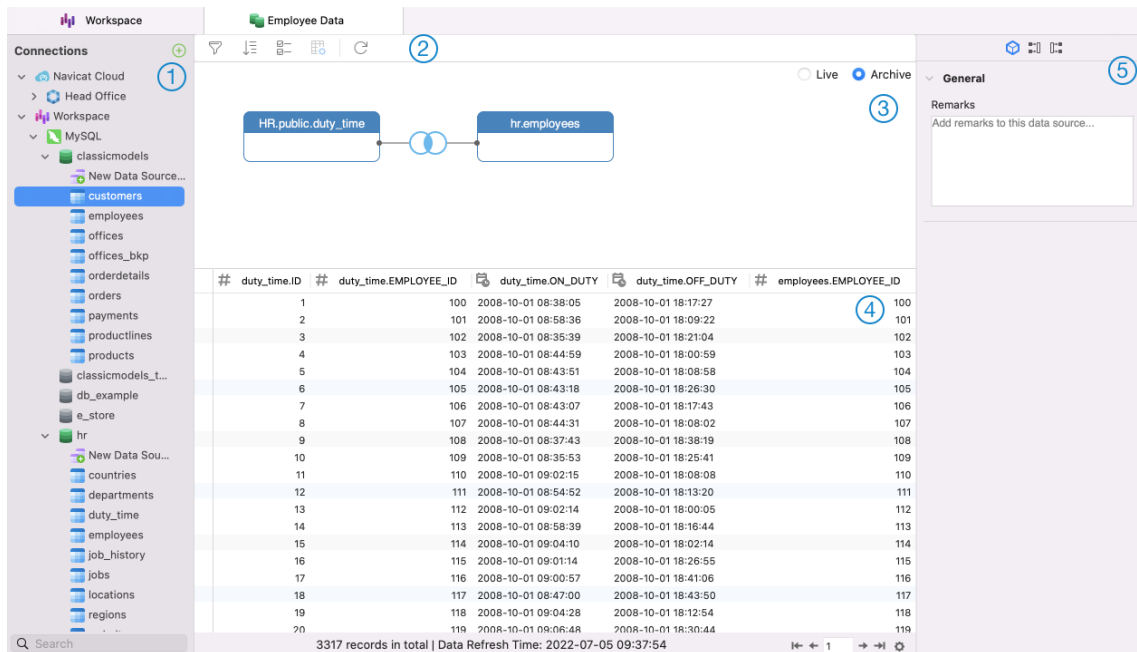 Workspace
Employee Data
Connections
1
2
Live
Archive
3
5
Navicat Cloud
Head Office
Workspace
MySQL
classicmodels
New Data Source...
customers
employees
offices
offices_bkp
orderdetails
orders
payments
productlines
products
classicmodels_t...
db_example
e_store
hr
New Data Sou...
countries
departments
duty_time
employees
job_history
jobs
locations
regions
Search
HR.public.duty_time
hr.employees
# duty_time.ID # duty_time.EMPLOYEE_ID duty_time.ON_DUTY duty_time.OFF_DUTY # employees.EMPLOYEE_ID
4
1 100 2008-10-01 08:38:05 2008-10-01 18:17:27 100
2 101 2008-10-01 08:58:36 2008-10-01 18:09:22 101
3 102 2008-10-01 08:35:39 2008-10-01 18:21:04 102
4 103 2008-10-01 08:44:59 2008-10-01 18:00:59 103
5 104 2008-10-01 08:43:51 2008-10-01 18:08:58 104
6 105 2008-10-01 08:43:18 2008-10-01 18:26:30 105
7 106 2008-10-01 08:43:07 2008-10-01 18:17:43 106
8 107 2008-10-01 08:44:31 2008-10-01 18:08:02 107
9 108 2008-10-01 08:37:43 2008-10-01 18:38:19 108
10 109 2008-10-01 08:35:53 2008-10-01 18:25:41 109
11 110 2008-10-01 09:02:15 2008-10-01 18:08:08 110
12 111 2008-10-01 08:54:52 2008-10-01 18:13:20 111
13 112 2008-10-01 09:02:14 2008-10-01 18:00:05 112
14 113 2008-10-01 08:58:39 2008-10-01 18:16:44 113
15 114 2008-10-01 09:04:10 2008-10-01 18:02:14 114
16 115 2008-10-01 09:01:14 2008-10-01 18:26:55 115
17 116 2008-10-01 09:00:57 2008-10-01 18:41:06 116
18 117 2008-10-01 08:47:00 2008-10-01 18:43:50 117
19 118 2008-10-01 09:04:28 2008-10-01 18:12:54 118
20 119 2008-10-01 09:06:48 2008-10-01 18:30:44 119
3317 records in total | Data Refresh Time: 2022-07-05 09:37:54
1
General
Remarks
Add remarks to this data source...